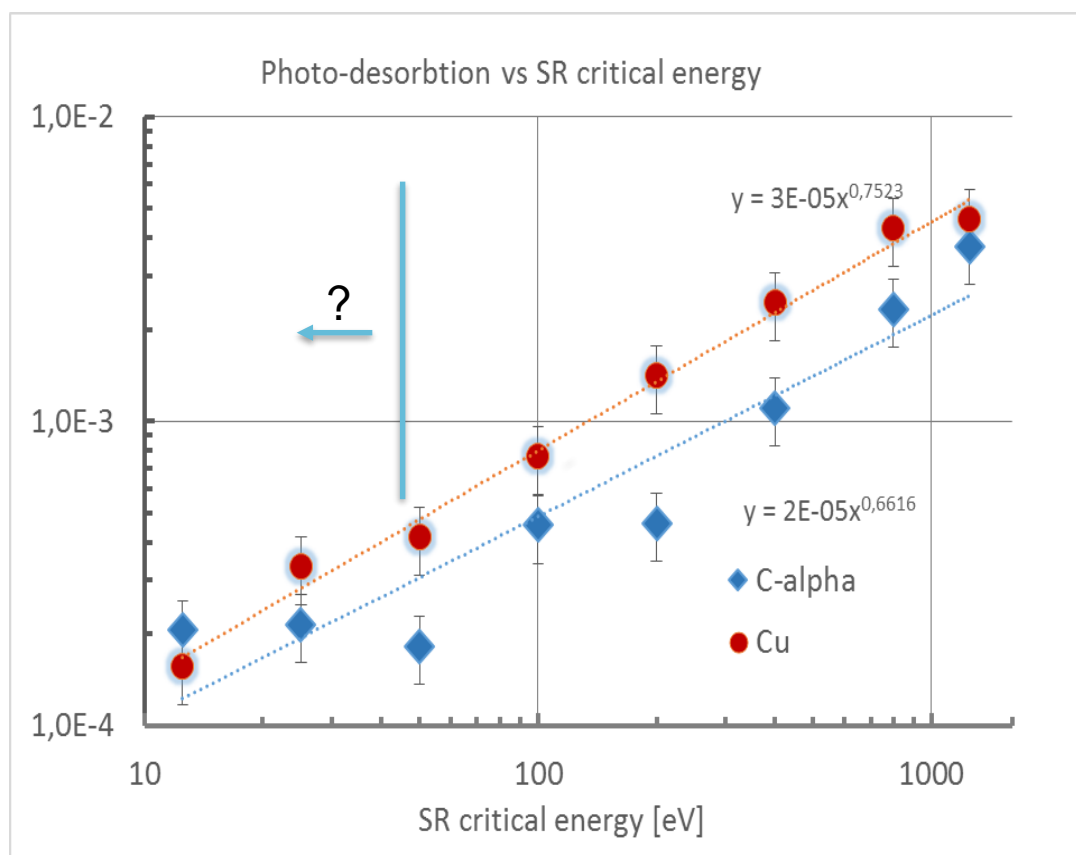 Photo-desorbtion vs SR critical energy
1,0E-2
y = 3E-05x^0,7523
?
1,0E-3
y = 2E-05x^0,6616
C-alpha
Cu
1,0E-4
10 100 1000
SR critical energy [eV]